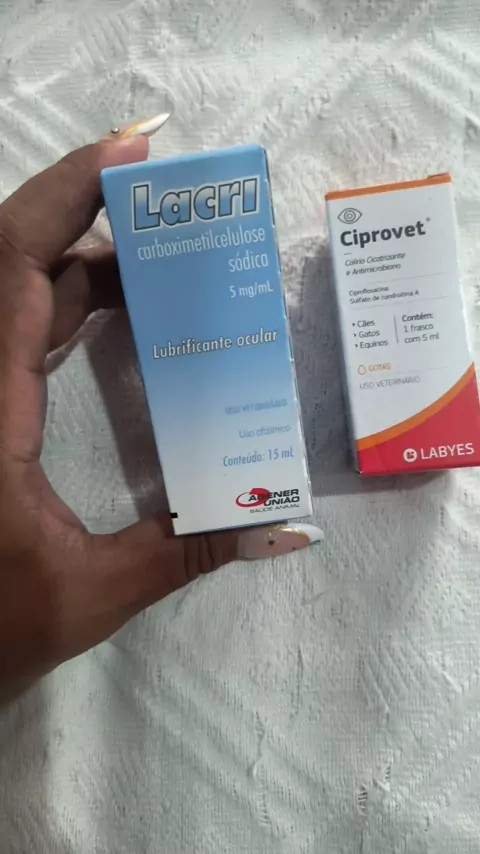 Lacri
carboximetilcelulose
sódica
5 mg/mL
Lubrificante ocular
USO VETERINÁRIO
Uso oftálmico
Conteúdo: 15 mL
AGENER
UNIÃO
SAÚDE ANIMAL
Ciprovet®
Colírio Cicatrizante
e Antimicrobiano
Ciprofloxacina
Sulfato de condroitina A
Cães
Gatos
Equinos
Contém:
1 frasco
com 5 ml
GOTAS
USO VETERINÁRIO
LABYES